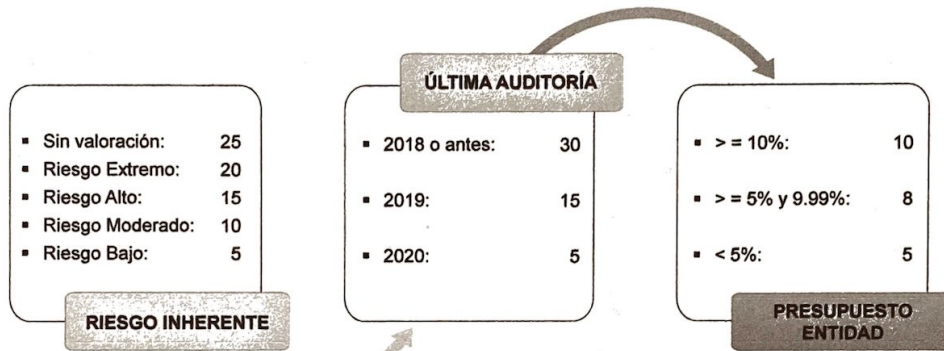 ÚLTIMA AUDITORÍA
▪ Sin valoración: 25
▪ Riesgo Extremo: 20
▪ Riesgo Alto: 15
▪ Riesgo Moderado: 10
▪ Riesgo Bajo: 5
RIESGO INHERENTE
▪ 2018 o antes: 30
▪ 2019: 15
▪ 2020: 5
▪ > = 10%: 10
▪ > = 5% y 9.99%: 8
▪ < 5%: 5
PRESUPUESTO
ENTIDAD